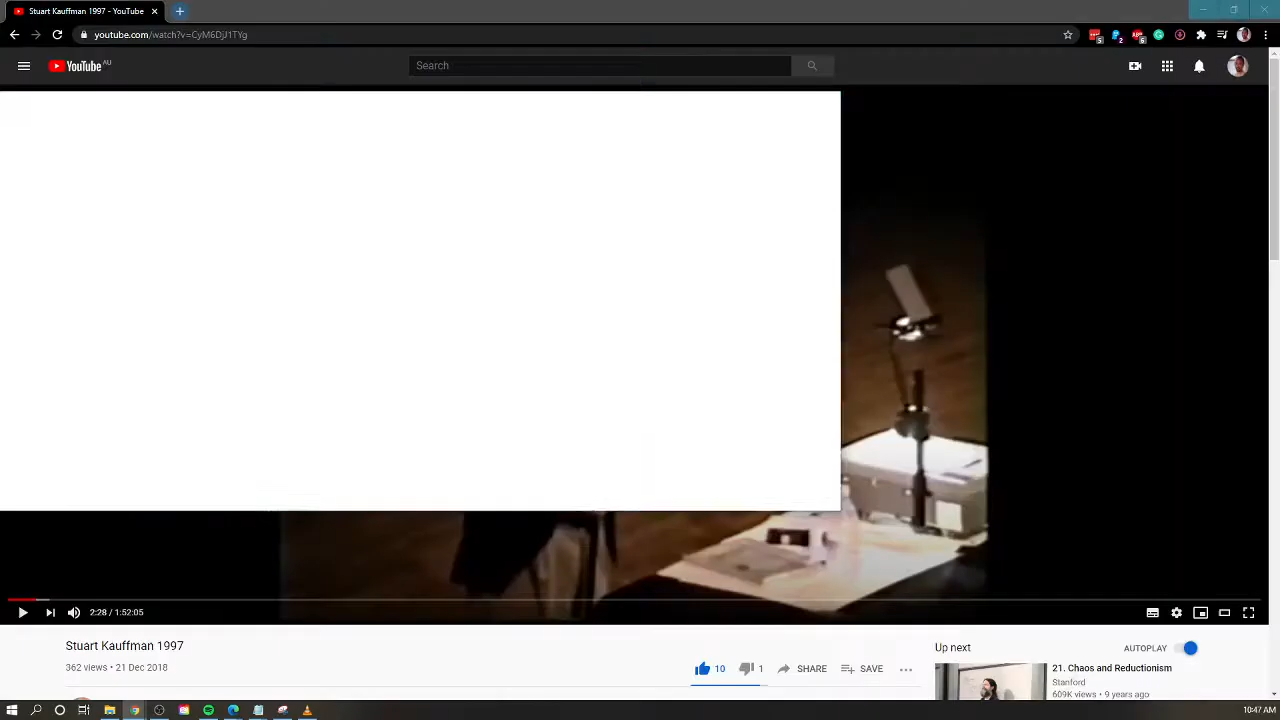 Stuart Kauffman 1997 - YouTube
youtube.com/watch?v=CyM6DjJ1TYg
YouTube AU
Search
2:28 / 1:52:05
Stuart Kauffman 1997
362 views • 21 Dec 2018
10
1
SHARE
SAVE
Up next
AUTOPLAY
21. Chaos and Reductionism
Stanford
609K views • 9 years ago
10:47 AM